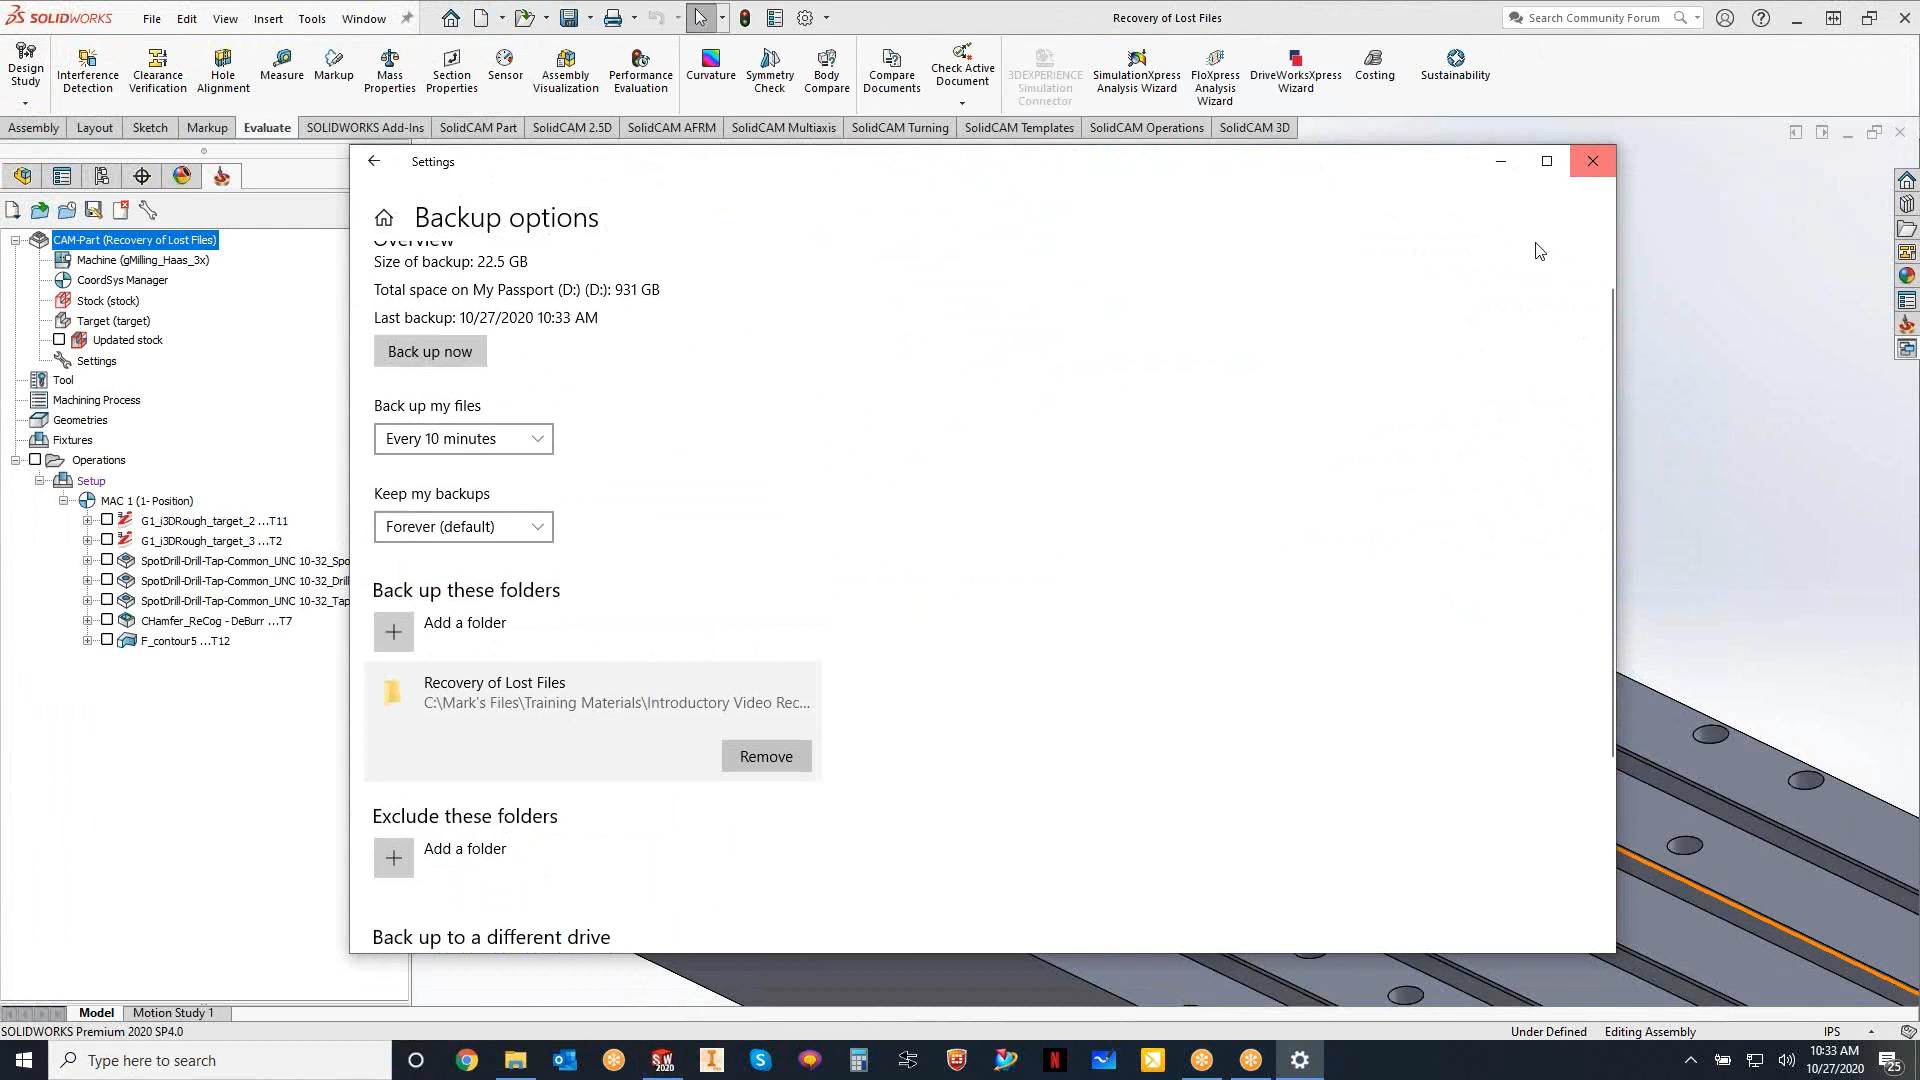 SOLIDWORKS
File
Edit
View
Insert
Tools
Window
Recovery of Lost Files
Search Community Forum
Design
Study
Interference
Detection
Clearance
Verification
Hole
Alignment
Measure
Markup
Mass
Properties
Section
Properties
Sensor
Assembly
Visualization
Performance
Evaluation
Curvature
Symmetry
Check
Body
Compare
Compare
Documents
Check Active
Document
3DEXPERIENCE
Simulation
Connector
SimulationXpress
Analysis Wizard
FloXpress
Analysis
Wizard
DriveWorksXpress
Wizard
Costing
Sustainability
Assembly
Layout
Sketch
Markup
Evaluate
SOLIDWORKS Add-Ins
SolidCAM Part
SolidCAM 2.5D
SolidCAM AFRM
SolidCAM Multiaxis
SolidCAM Turning
SolidCAM Templates
SolidCAM Operations
SolidCAM 3D
CAM-Part (Recovery of Lost Files)
Machine (gMilling_Haas_3x)
CoordSys Manager
Stock (stock)
Target (target)
Updated stock
Settings
Tool
Machining Process
Geometries
Fixtures
Operations
Setup
MAC 1 (1- Position)
G1_i3DRough_target_2 ...T11
G1_i3DRough_target_3 ...T2
SpotDrill-Drill-Tap-Common_UNC 10-32_Spo
SpotDrill-Drill-Tap-Common_UNC 10-32_Drill
SpotDrill-Drill-Tap-Common_UNC 10-32_Tap
CHamfer_ReCog - DeBurr ...T7
F_contour5 ...T12
Settings
Backup options
Overview
Size of backup: 22.5 GB
Total space on My Passport (D:) (D:): 931 GB
Last backup: 10/27/2020 10:33 AM
Back up now
Back up my files
Every 10 minutes
Keep my backups
Forever (default)
Back up these folders
Add a folder
Recovery of Lost Files
C:\Mark's Files\Training Materials\Introductory Video Rec...
Remove
Exclude these folders
Add a folder
Back up to a different drive
Model
Motion Study 1
SOLIDWORKS Premium 2020 SP4.0
Under Defined
Editing Assembly
IPS
Type here to search
SW
2020
N
10:33 AM
10/27/2020
25